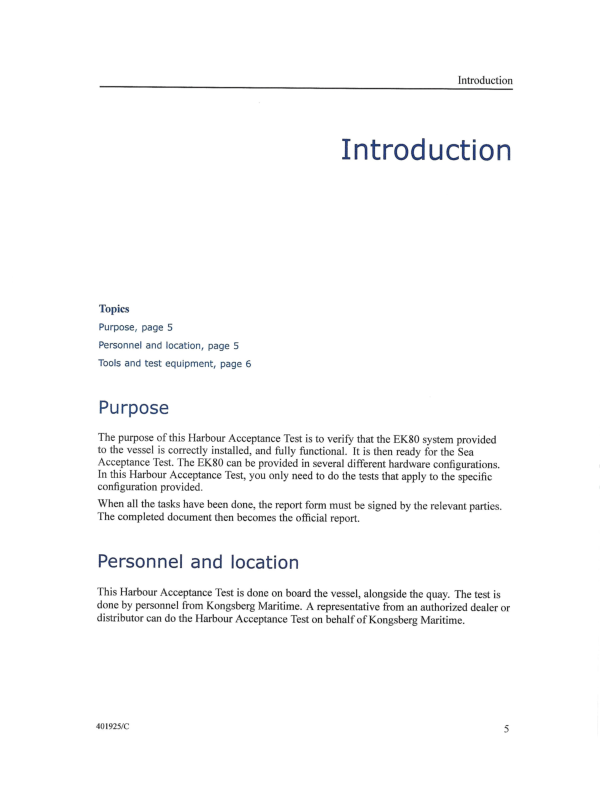 Introduction
Introduction
Topics
Purpose, page 5
Personnel and location, page 5
Tools and test equipment, page 6
Purpose
The purpose of this Harbour Acceptance Test is to verify that the EK80 system provided
to the vessel is correctly installed, and fully functional. It is then ready for the Sea
Acceptance Test. The EK80 can be provided in several different hardware configurations.
In this Harbour Acceptance Test, you only need to do the tests that apply to the specific
configuration provided.
When all the tasks have been done, the report form must be signed by the relevant parties.
The completed document then becomes the official report.
Personnel and location
This Harbour Acceptance Test is done on board the vessel, alongside the quay. The test is
done by personnel from Kongsberg Maritime. A representative from an authorized dealer or
distributor can do the Harbour Acceptance Test on behalf of Kongsberg Maritime.
401925/C
5